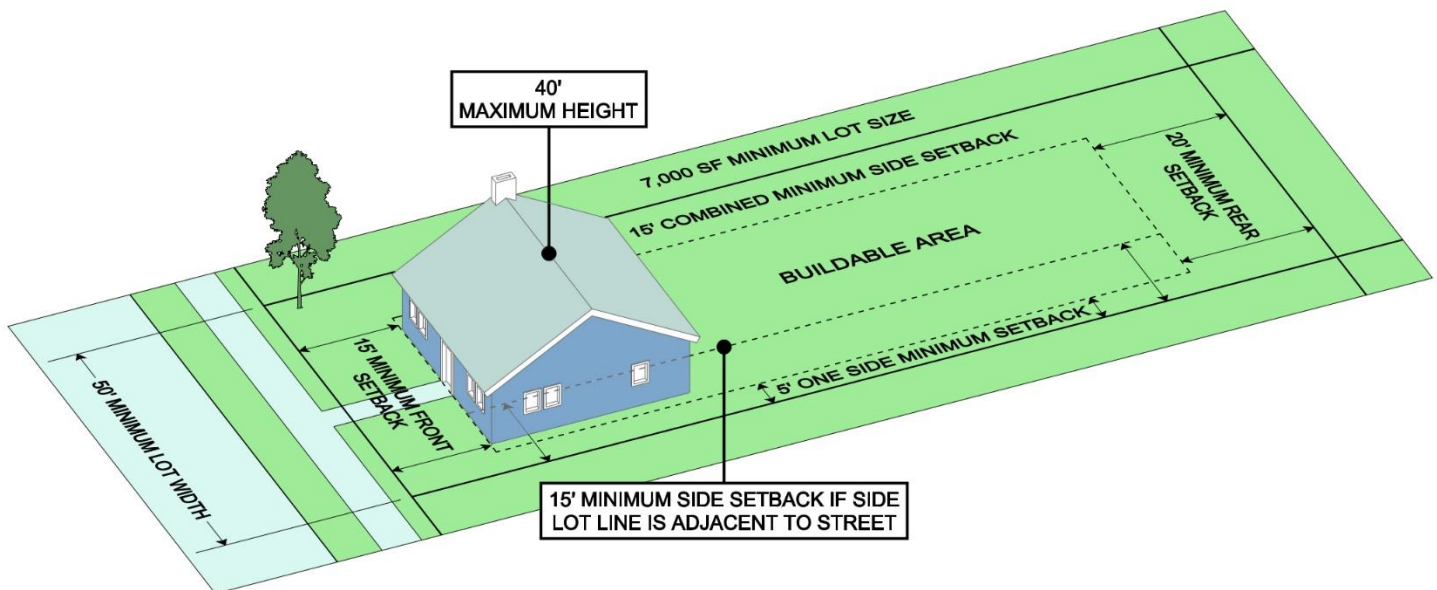 40'
MAXIMUM HEIGHT
7,000 SF MINIMUM LOT SIZE
15' COMBINED MINIMUM SIDE SETBACK
20' MINIMUM REAR
SETBACK
BUILDABLE AREA
5' ONE SIDE MINIMUM SETBACK
15' MINIMUM FRONT
SETBACK
50' MINIMUM LOT WIDTH
15' MINIMUM SIDE SETBACK IF SIDE
LOT LINE IS ADJACENT TO STREET